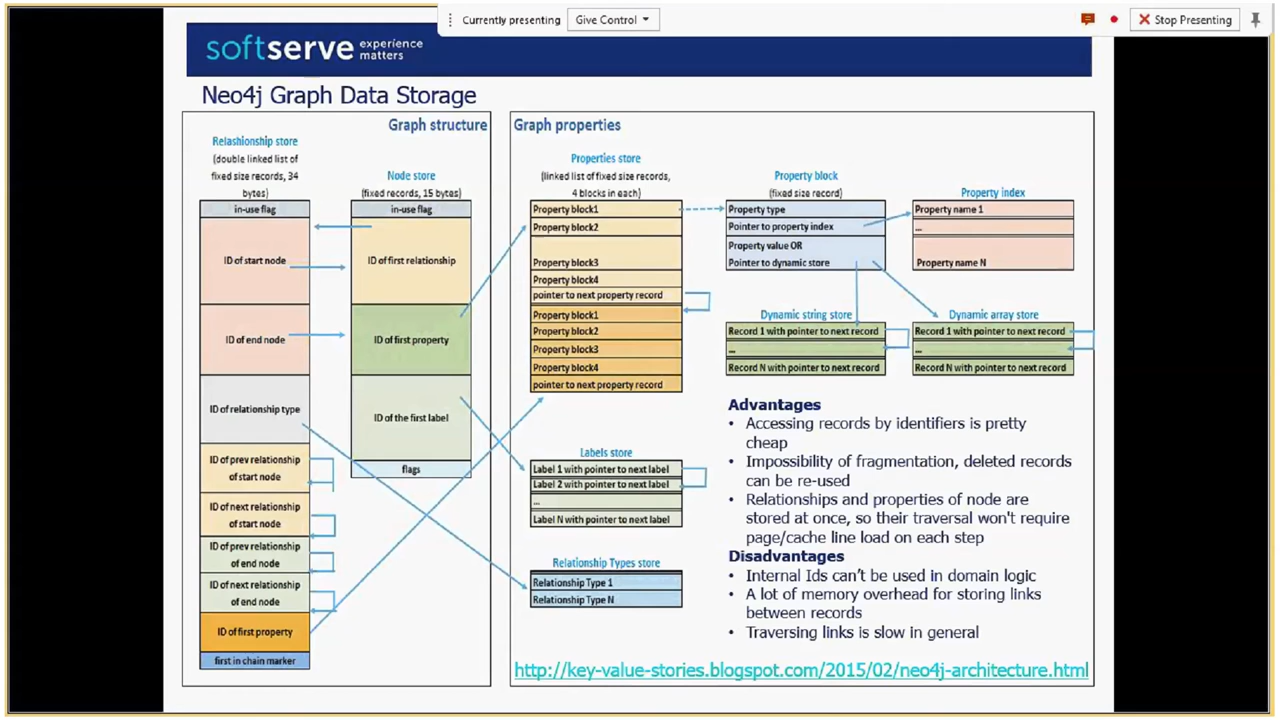 Currently presenting
Give Control
Stop Presenting
softserve experience
matters
Neo4j Graph Data Storage
Graph structure
Relashionship store
(double linked list of
fixed size records, 34
bytes)
in-use flag
ID of start node
ID of end node
ID of relationship type
ID of prev relationship
of start node
ID of next relationship
of start node
ID of prev relationship
of end node
ID of next relationship
of end node
ID of first property
first in chain marker
Node store
(fixed records, 15 bytes)
in-use flag
ID of first relationship
ID of first property
ID of the first label
flags
Graph properties
Properties store
(linked list of fixed size records,
4 blocks in each)
Property block1
Property block2
Property block3
Property block4
pointer to next property record
Property block1
Property block2
Property block3
Property block4
pointer to next property record
Property block
(fixed size record)
Property type
Pointer to property index
Property value OR
Pointer to dynamic store
Property index
Property name 1
...
Property name N
Dynamic string store
Record 1 with pointer to next record
...
Record N with pointer to next record
Dynamic array store
Record 1 with pointer to next record
...
Record N with pointer to next record
Labels store
Label 1 with pointer to next label
Label 2 with pointer to next label
...
Label N with pointer to next label
Relationship Types store
Relationship Type 1
Relationship Type N
Advantages
• Accessing records by identifiers is pretty
cheap
• Impossibility of fragmentation, deleted records
can be re-used
• Relationships and properties of node are
stored at once, so their traversal won't require
page/cache line load on each step
Disadvantages
• Internal Ids can't be used in domain logic
• A lot of memory overhead for storing links
between records
• Traversing links is slow in general
http://key-value-stories.blogspot.com/2015/02/neo4j-architecture.html